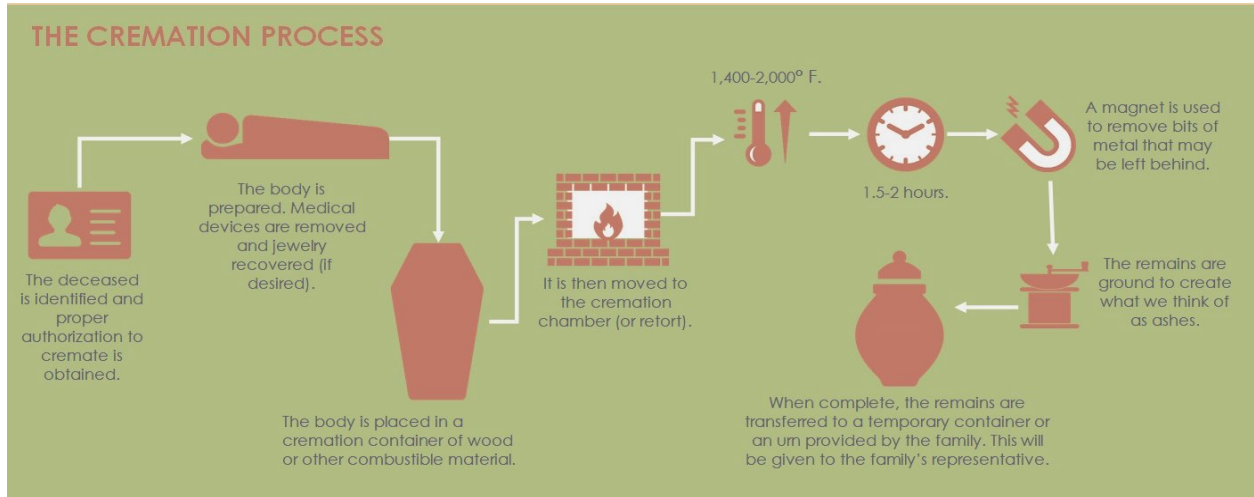 THE CREMATION PROCESS
The deceased
is identified and
proper
authorization to
cremate is
obtained.
The body is
prepared. Medical
devices are removed
and jewelry
recovered (if
desired).
The body is placed in a
cremation container of wood
or other combustible material.
It is then moved to
the cremation
chamber (or retort).
1,400-2,000° F.
1.5-2 hours.
A magnet is used
to remove bits of
metal that may
be left behind.
The remains are
ground to create
what we think of
as ashes.
When complete, the remains are
transferred to a temporary container or
an urn provided by the family. This will
be given to the family’s representative.